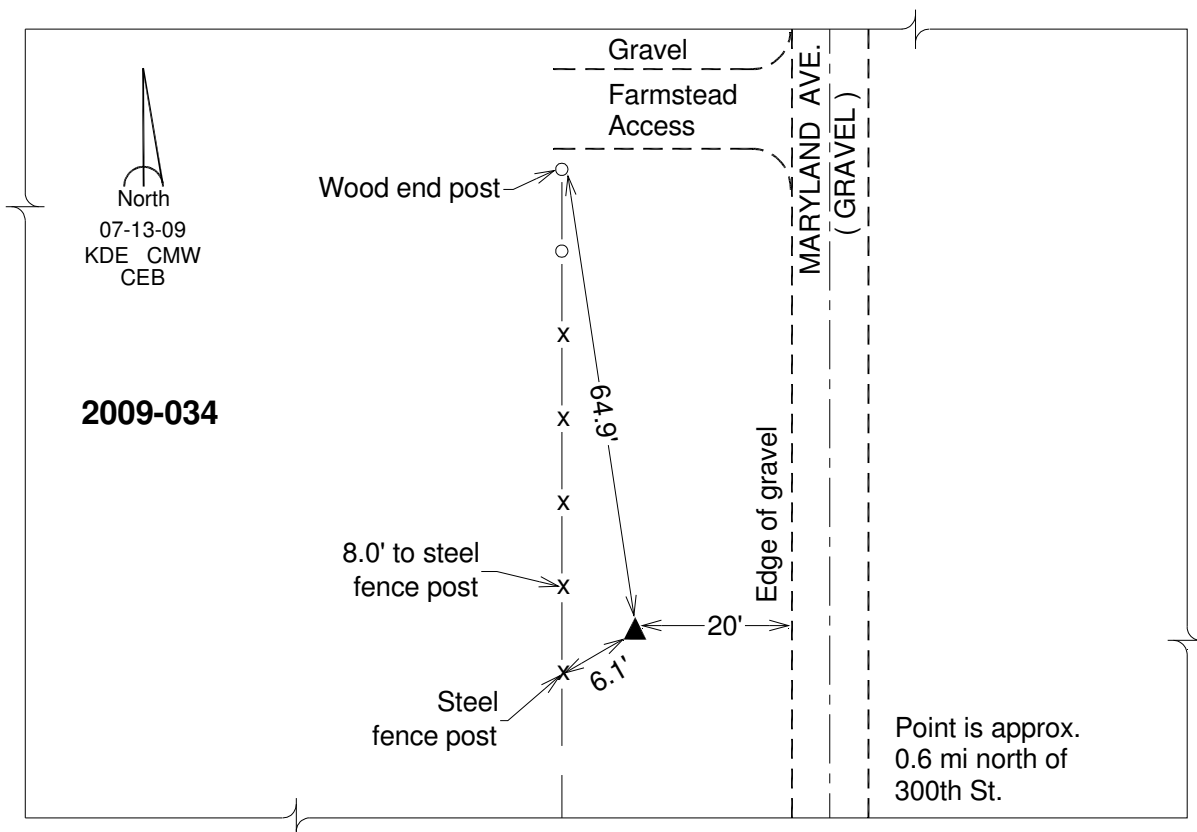 Gravel
Farmstead
Access
MARYLAND AVE.
( GRAVEL )
North
07-13-09
KDE CMW
CEB
Wood end post
2009-034
64.9'
Edge of gravel
8.0' to steel
fence post
20'
6.1'
Steel
fence post
Point is approx.
0.6 mi north of
300th St.
x
x
x
x
x